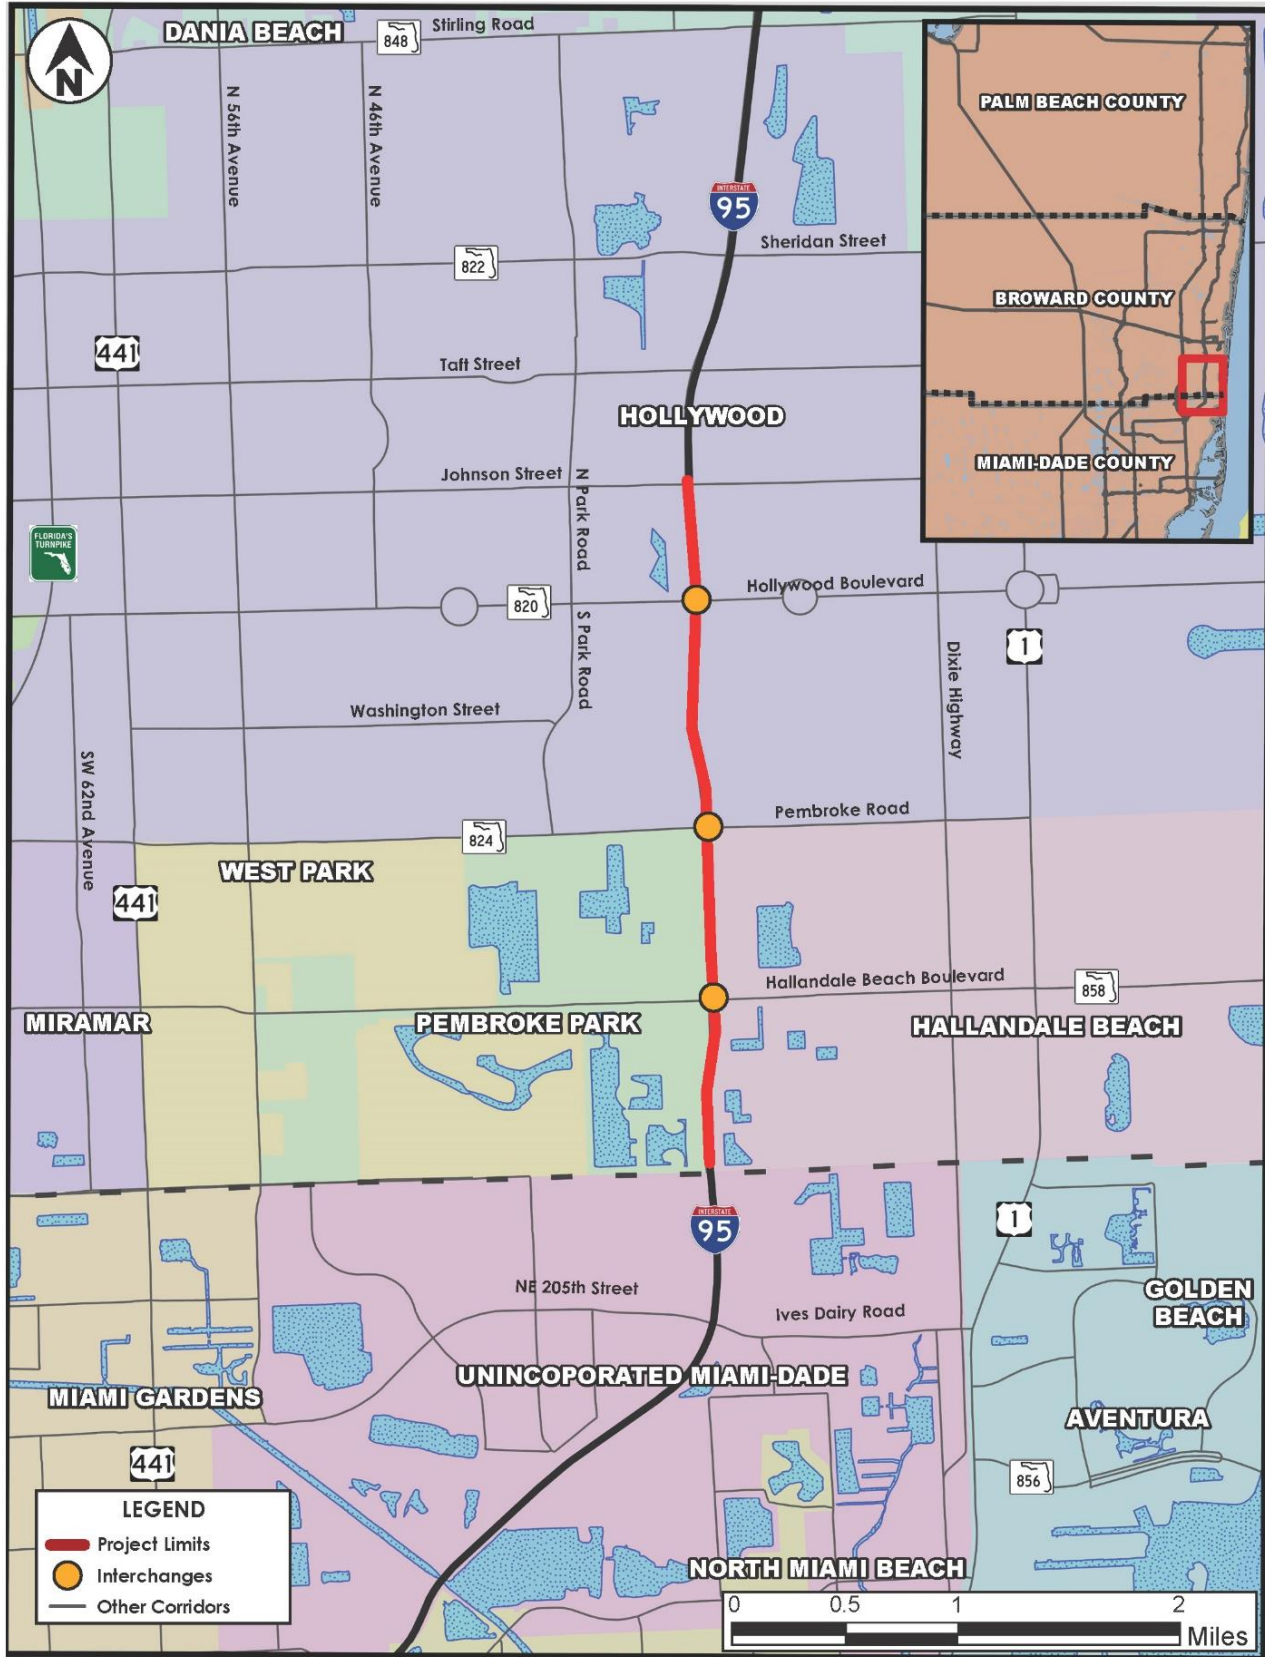 DANIA BEACH
848
Stirling Road
N
N 56th Avenue
N 46th Avenue
INTERSTATE
95
Sheridan Street
822
441
Taft Street
HOLLYWOOD
Johnson Street
N Park Road
FLORIDA'S
TURNPIKE
Hollywood Boulevard
820
S Park Road
1
Dixie Highway
Washington Street
SW 62nd Avenue
Pembroke Road
824
WEST PARK
441
Hallandale Beach Boulevard
858
MIRAMAR
PEMBROKE PARK
HALLANDALE BEACH
INTERSTATE
95
1
NE 205th Street
Ives Dairy Road
GOLDEN
BEACH
UNINCOPORATED MIAMI-DADE
MIAMI GARDENS
AVENTURA
441
856
NORTH MIAMI BEACH
PALM BEACH COUNTY
BROWARD COUNTY
MIAMI-DADE COUNTY
LEGEND
Project Limits
Interchanges
Other Corridors
0 0.5 1 2
Miles